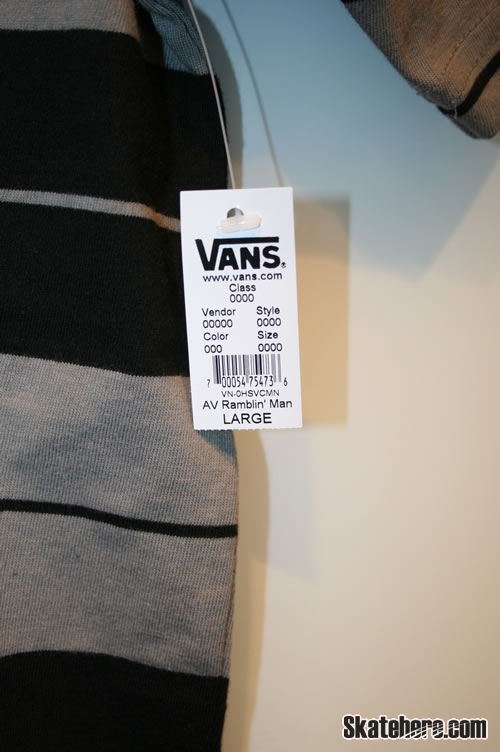 VANS®
www.vans.com
Class
0000
Vendor Style
00000 0000
Color Size
000 0000
7 00054 75473 6
VN-0HSVCMN
AV Ramblin' Man
LARGE
Skatehero.com